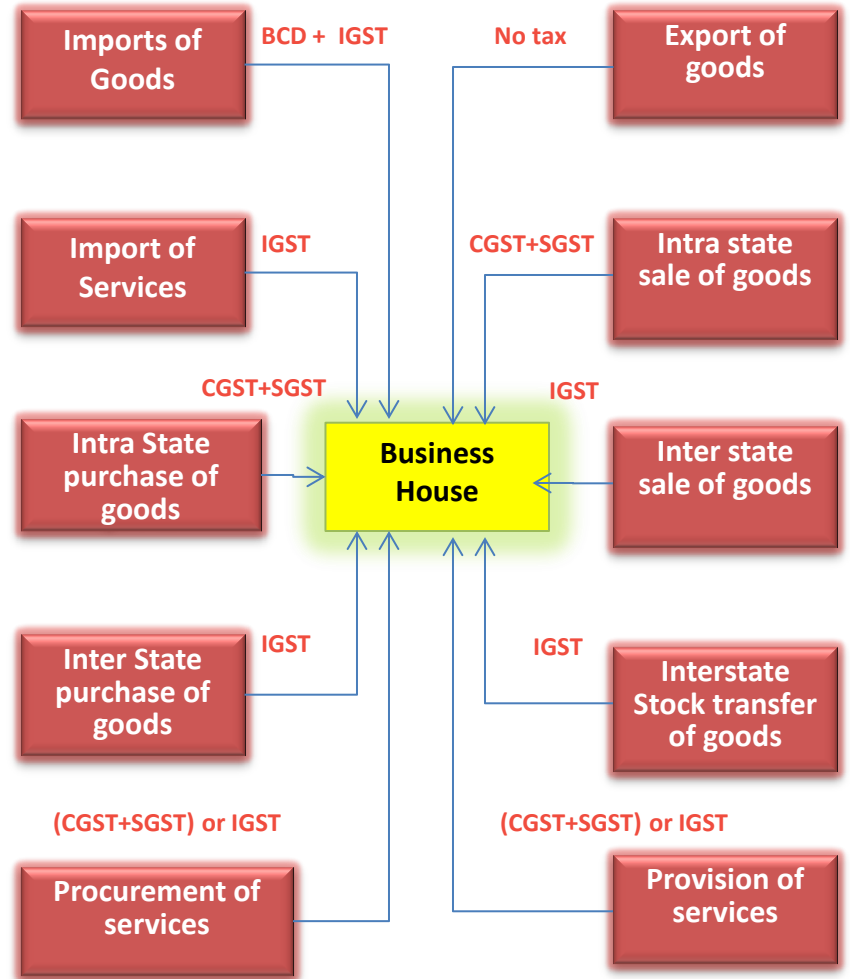 Imports of
Goods
BCD + IGST
No tax
Export of
goods
Import of
Services
IGST
CGST+SGST
Intra state
sale of goods
CGST+SGST
IGST
Intra State
purchase of
goods
Business
House
Inter state
sale of goods
Inter State
purchase of
goods
IGST
IGST
Interstate
Stock transfer
of goods
(CGST+SGST) or IGST
(CGST+SGST) or IGST
Procurement of
services
Provision of
services